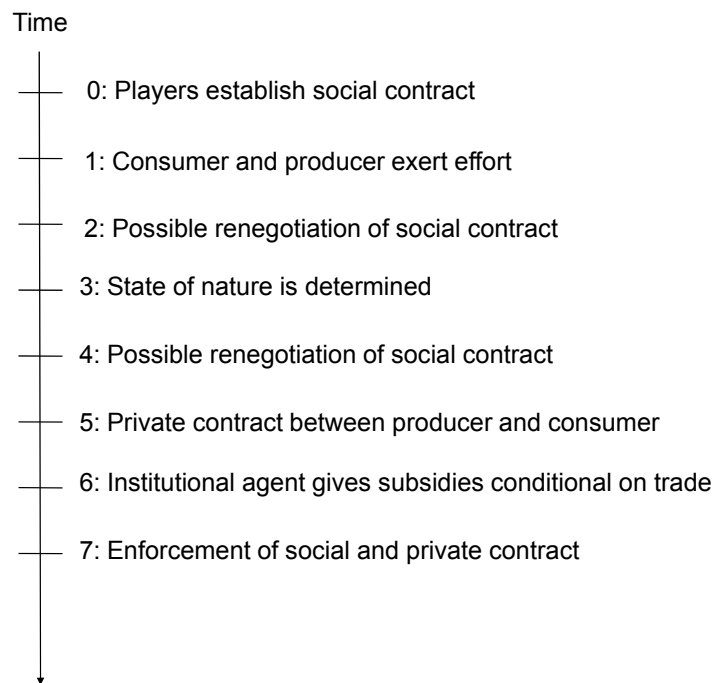 Time
0: Players establish social contract
1: Consumer and producer exert effort
2: Possible renegotiation of social contract
3: State of nature is determined
4: Possible renegotiation of social contract
5: Private contract between producer and consumer
6: Institutional agent gives subsidies conditional on trade
7: Enforcement of social and private contract